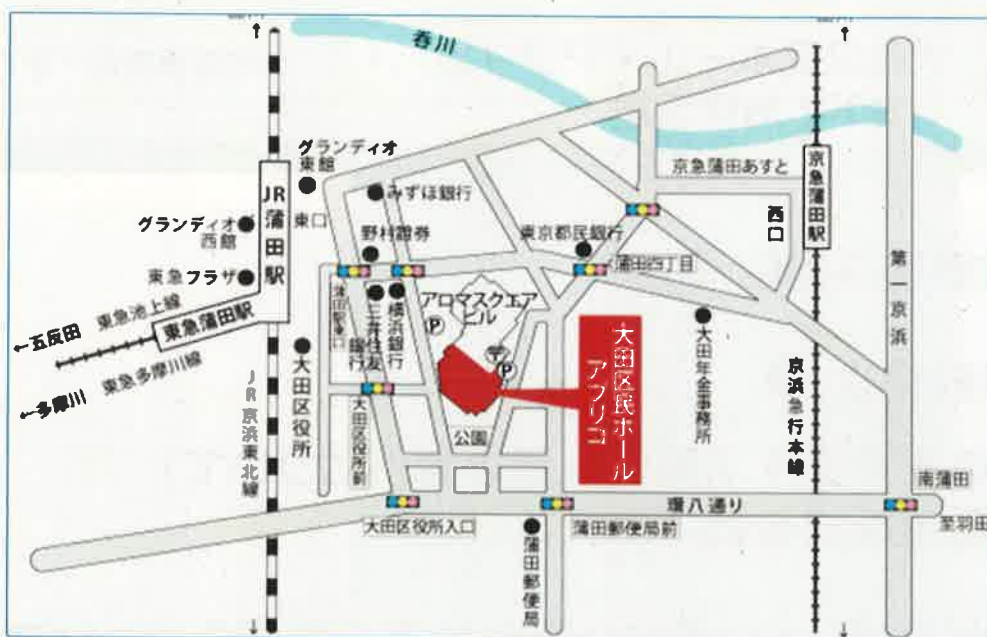 呑川
グランディオ
東館
みずほ銀行
京急蒲田あすと
京急蒲田駅
西口
JR蒲田駅
東口
グランディオ
西館
野村證券
東京都民銀行
蒲田四丁目
第一京浜
東急プラザ
蒲田駅東口
三井住友
銀行
横浜銀行
アロマスクエア
ビル
P
〒
P
東急池上線
←五反田
東急蒲田駅
東急多摩川線
←多摩川
大田区民ホール
アプリコ
大田年金事務所
大田区役所
JR京浜東北線
大田区役所前
公園
京浜急行本線
南蒲田
環八通り
至羽田
大田区役所入口
蒲田郵便局前
蒲田郵便局